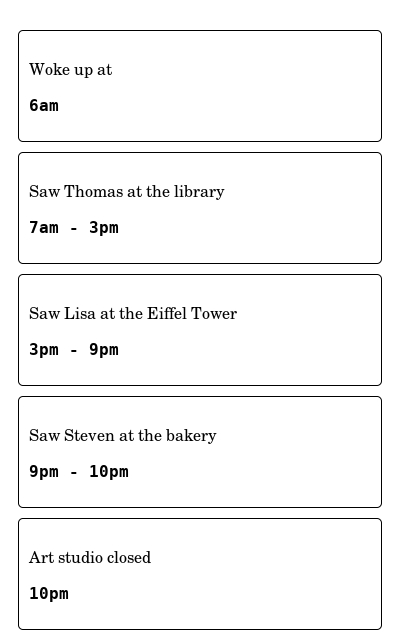 Woke up at
6am
Saw Thomas at the library
7am - 3pm
Saw Lisa at the Eiffel Tower
3pm - 9pm
Saw Steven at the bakery
9pm - 10pm
Art studio closed
10pm